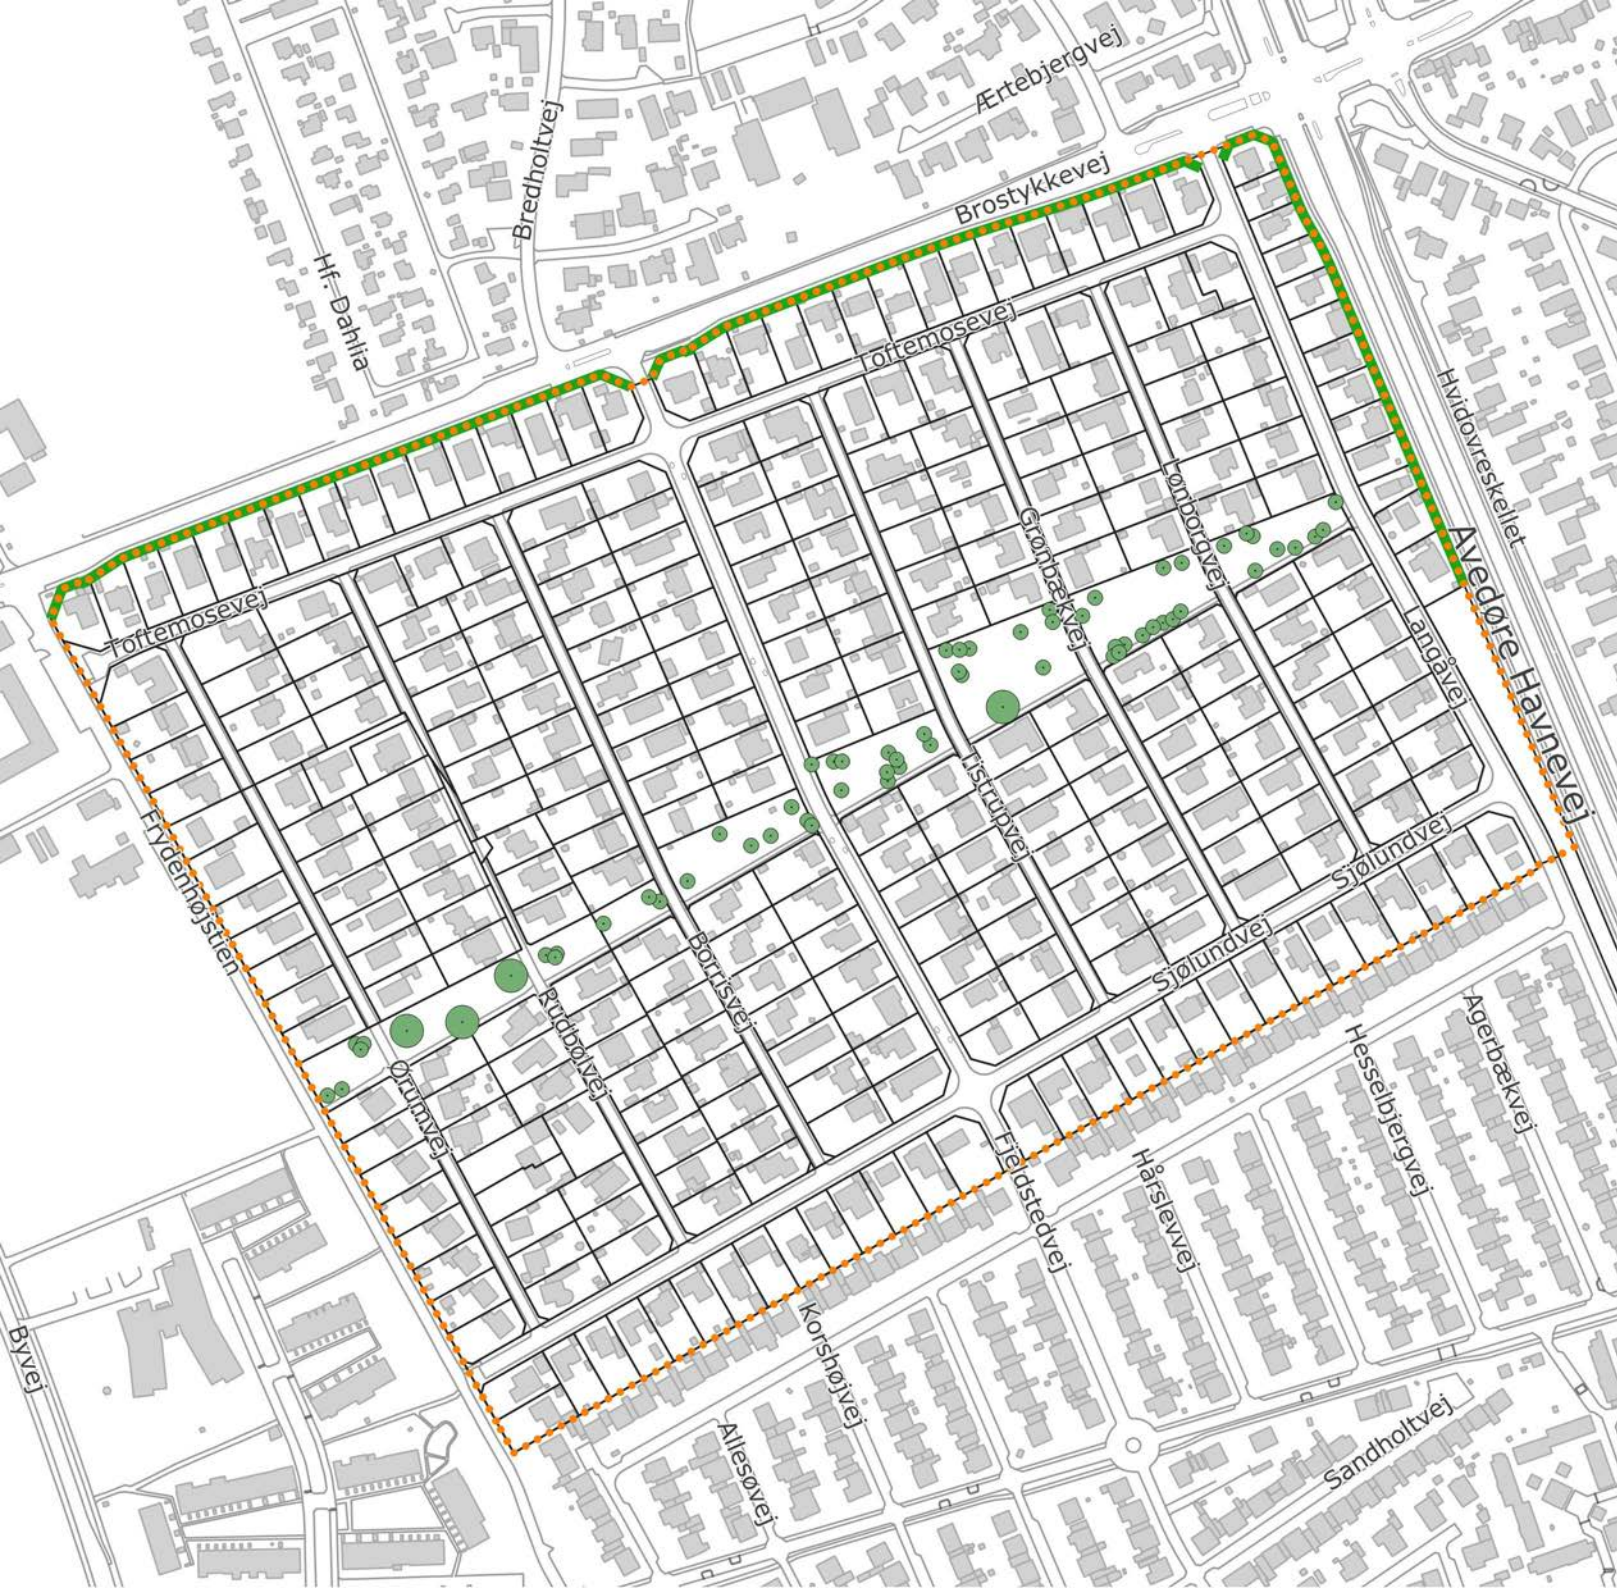 Ærtebjergvej
Bredholtvej
Brostykkevej
Hf. Dahlia
Toftemosevej
Hvidovreskellet
Lønborgvej
Grønbækvej
Avedøre Havnevej
Toftemosevej
Langåvej
Tistrupvej
Frydenhøjstien
Sjølundvej
Sjølundvej
Borrisvej
Rudbølvej
Ørumvej
Agerbækvej
Hesselbjergvej
Fjeldstedvej
Hårslevvej
Korshøjvej
Byvej
Allesøvej
Sandholtvej